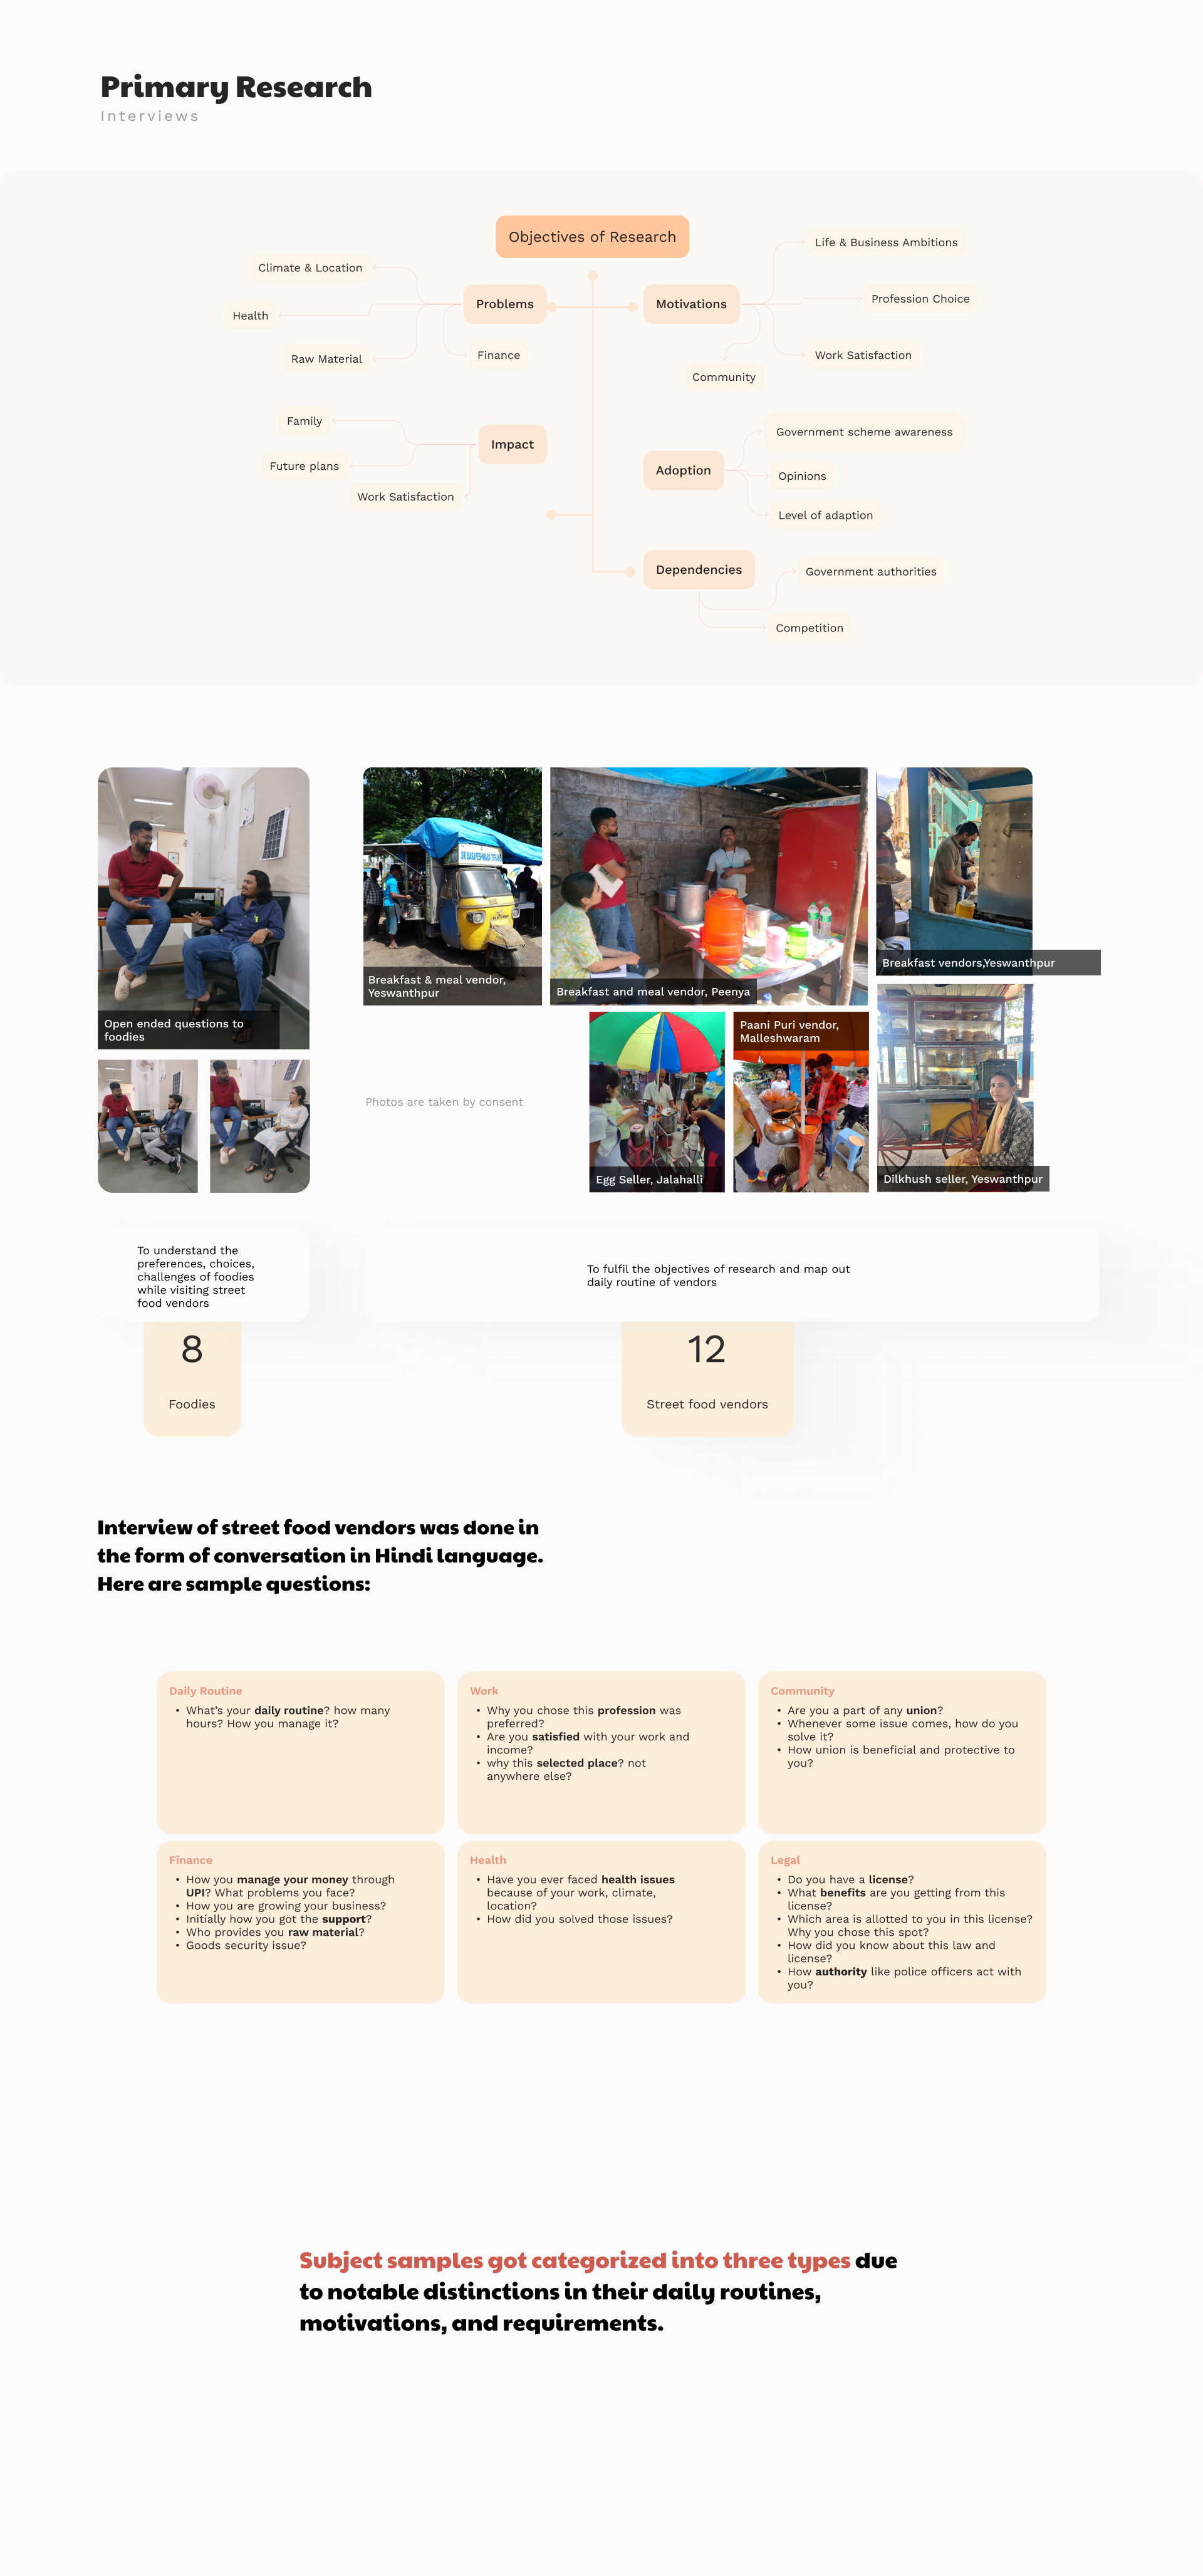 Primary Research
Interviews
Objectives of Research
Problems
Climate & Location
Health
Raw Material
Finance
Impact
Family
Future plans
Work Satisfaction
Motivations
Life & Business Ambitions
Profession Choice
Work Satisfaction
Community
Adoption
Government scheme awareness
Opinions
Level of adaption
Dependencies
Government authorities
Competition
Open ended questions to
foodies
SRI BASAVESHWARA TIFFIN
Breakfast & meal vendor,
Yeswanthpur
Breakfast and meal vendor, Peenya
Breakfast vendors,Yeswanthpur
Photos are taken by consent
Egg Seller, Jalahalli
Paani Puri vendor,
Malleshwaram
Dilkhush seller, Yeswanthpur
To understand the
preferences, choices,
challenges of foodies
while visiting street
food vendors
8
Foodies
To fulfil the objectives of research and map out
daily routine of vendors
12
Street food vendors
Interview of street food vendors was done in
the form of conversation in Hindi language.
Here are sample questions:
Daily Routine
• What's your daily routine? how many
hours? How you manage it?
Work
• Why you chose this profession was
preferred?
• Are you satisfied with your work and
income?
• why this selected place? not
anywhere else?
Community
• Are you a part of any union?
• Whenever some issue comes, how do you
solve it?
• How union is beneficial and protective to
you?
Finance
• How you manage your money through
UPI? What problems you face?
• How you are growing your business?
• Initially how you got the support?
• Who provides you raw material?
• Goods security issue?
Health
• Have you ever faced health issues
because of your work, climate,
location?
• How did you solved those issues?
Legal
• Do you have a license?
• What benefits are you getting from this
license?
• Which area is allotted to you in this license?
Why you chose this spot?
• How did you know about this law and
license?
• How authority like police officers act with
you?
Subject samples got categorized into three types due
to notable distinctions in their daily routines,
motivations, and requirements.